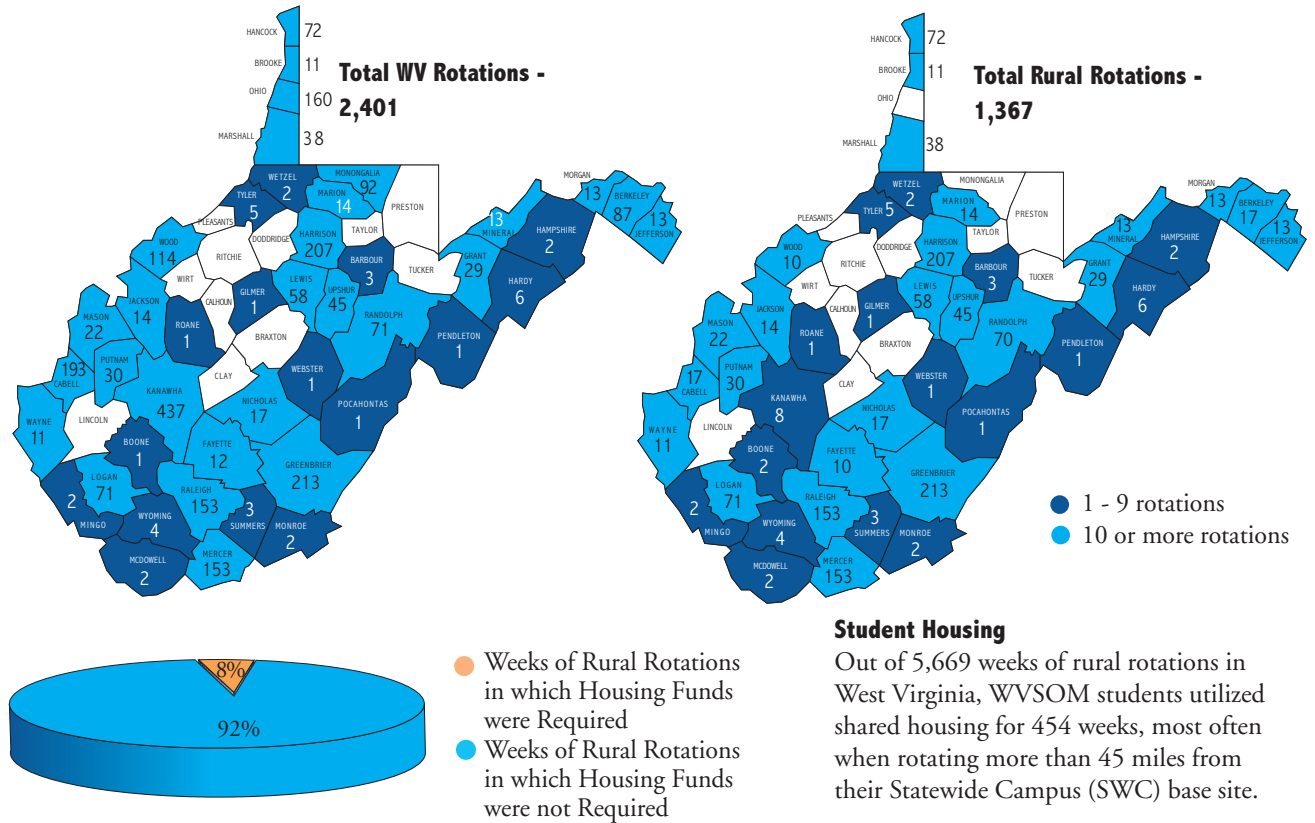 HANCOCK 72
BROOKE 11
OHIO 160
MARSHALL 38
Total WV Rotations -
2,401
WETZEL 2
MONONGALIA 92
MARION 14
PRESTON
TYLER 5
PLEASANTS
DODDRIDGE
HARRISON 207
TAYLOR
WOOD 114
RITCHIE
BARBOUR 3
TUCKER
MORGAN 13
BERKELEY 87
13 JEFFERSON
13 MINERAL
HAMPSHIRE 2
GRANT 29
HARDY 6
WIRT
JACKSON 14
CALHOUN
GILMER 1
LEWIS 58
UPSHUR 45
RANDOLPH 71
MASON 22
ROANE 1
BRAXTON
PENDLETON 1
193 CABELL
PUTNAM 30
KANAWHA 437
CLAY
WEBSTER 1
NICHOLAS 17
POCAHONTAS 1
WAYNE 11
LINCOLN
BOONE 1
FAYETTE 12
GREENBRIER 213
LOGAN 71
RALEIGH 153
2 MINGO
WYOMING 4
3 SUMMERS
MONROE 2
MCDOWELL 2
MERCER 153
HANCOCK 72
BROOKE 11
OHIO
MARSHALL 38
Total Rural Rotations -
1,367
WETZEL 2
MONONGALIA
MARION 14
PRESTON
TYLER 5
PLEASANTS
DODDRIDGE
HARRISON 207
TAYLOR
WOOD 10
RITCHIE
BARBOUR 3
TUCKER
MORGAN 13
BERKELEY 17
13 JEFFERSON
13 MINERAL
HAMPSHIRE 2
GRANT 29
HARDY 6
WIRT
JACKSON 14
CALHOUN
GILMER 1
LEWIS 58
UPSHUR 45
RANDOLPH 70
MASON 22
ROANE 1
BRAXTON
PENDLETON 1
17 CABELL
PUTNAM 30
KANAWHA 8
CLAY
WEBSTER 1
NICHOLAS 17
POCAHONTAS 1
WAYNE 11
LINCOLN
BOONE 2
FAYETTE 10
GREENBRIER 213
LOGAN 71
RALEIGH 153
2 MINGO
WYOMING 4
3 SUMMERS
MONROE 2
MCDOWELL 2
MERCER 153
1 - 9 rotations
10 or more rotations
8%
92%
Weeks of Rural Rotations
in which Housing Funds
were Required
Weeks of Rural Rotations
in which Housing Funds
were not Required
Student Housing
Out of 5,669 weeks of rural rotations in
West Virginia, WVSOM students utilized
shared housing for 454 weeks, most often
when rotating more than 45 miles from
their Statewide Campus (SWC) base site.